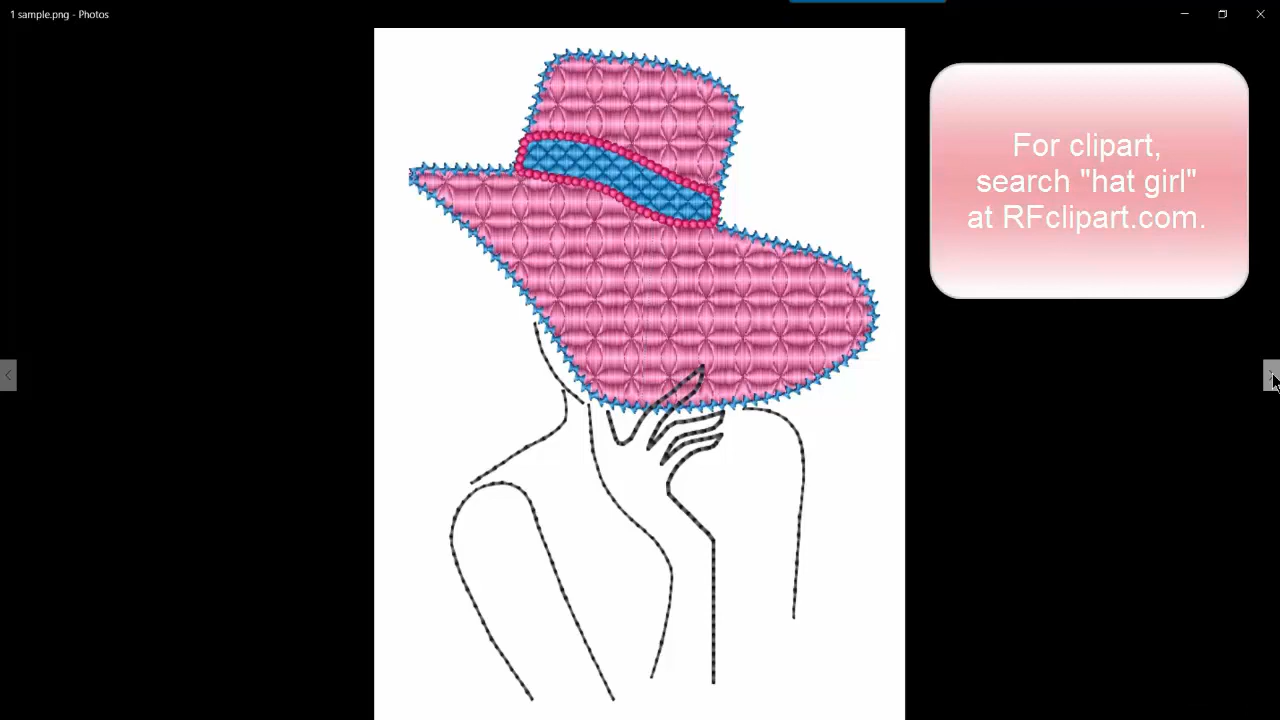 1 sample.png - Photos
For clipart,
search "hat girl"
at RFclipart.com.